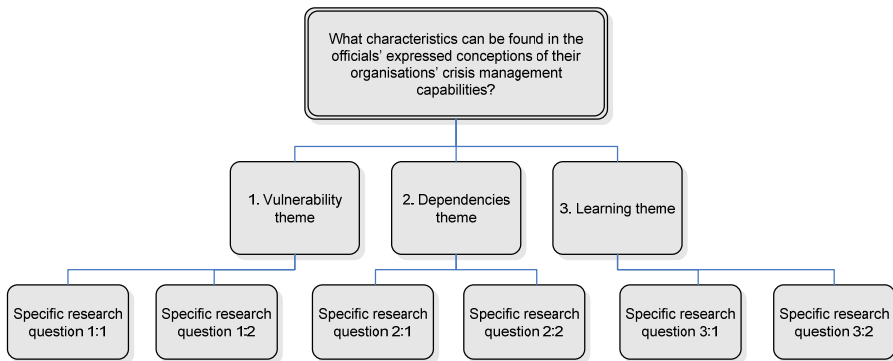 What characteristics can be found in the
officials' expressed conceptions of their
organisations' crisis management
capabilities?
1. Vulnerability
theme
2. Dependencies
theme
3. Learning theme
Specific research
question 1:1
Specific research
question 1:2
Specific research
question 2:1
Specific research
question 2:2
Specific research
question 3:1
Specific research
question 3:2